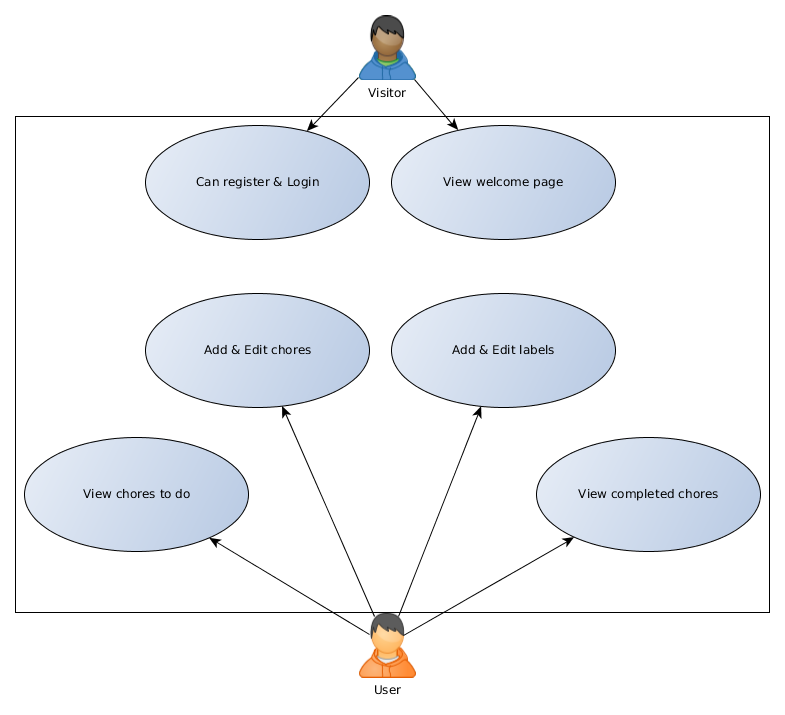 Visitor
Can register & Login
View welcome page
Add & Edit chores
Add & Edit labels
View chores to do
View completed chores
User